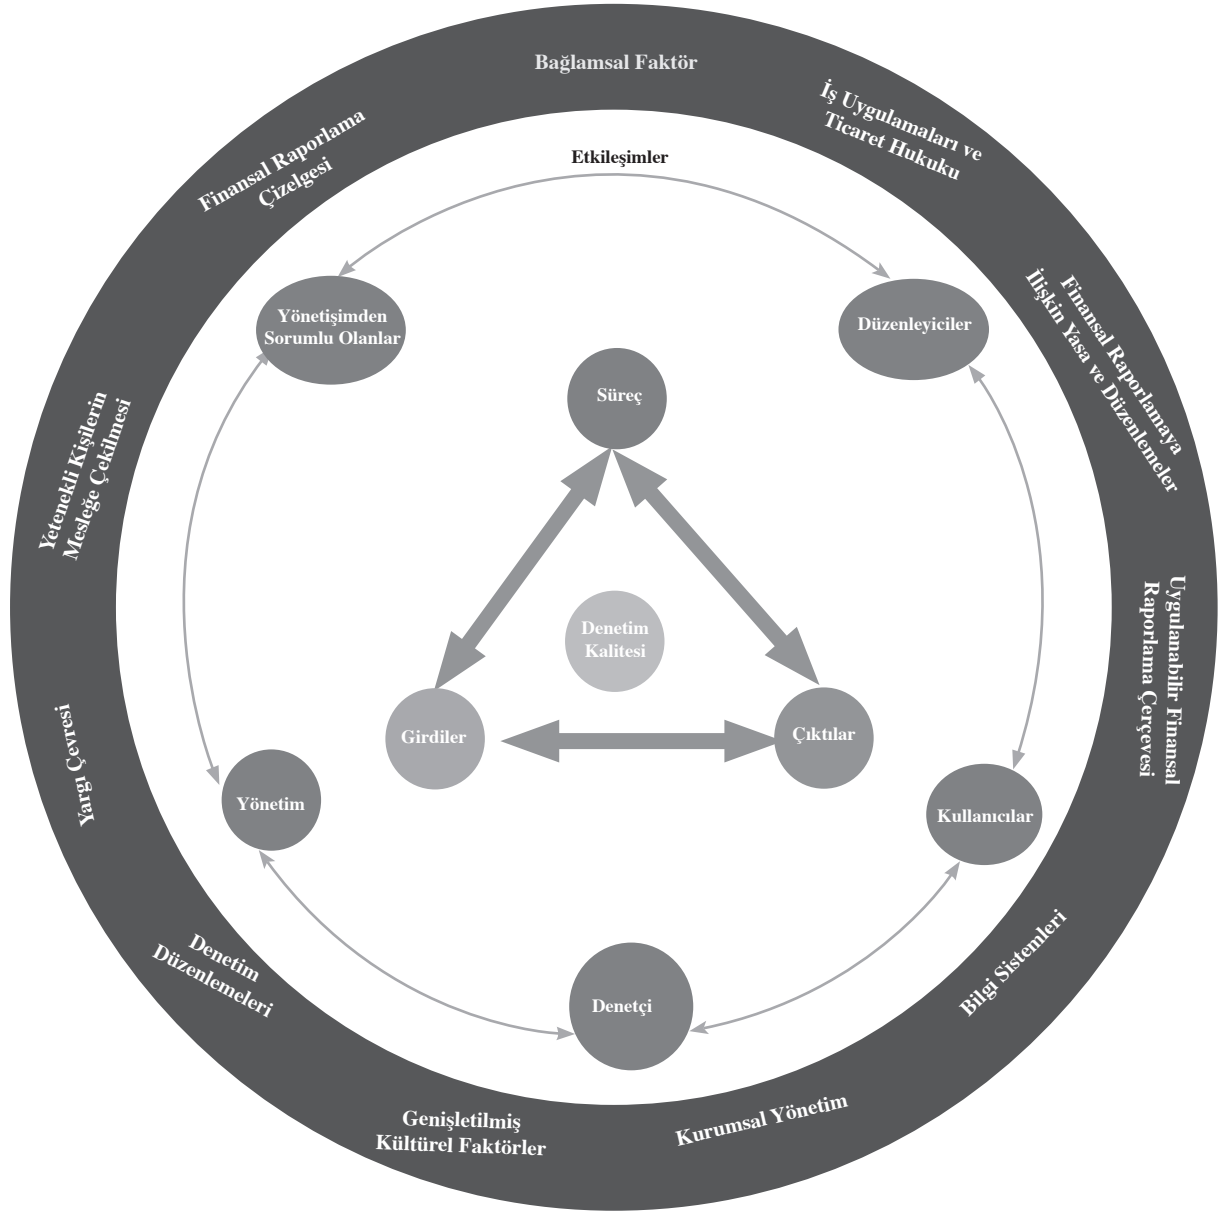 Bağlamsal Faktör
İş Uygulamaları ve
Ticaret Hukuku
Finansal Raporlamaya
İlişkin Yasa ve Düzenlemeler
Uygulanabilir Finansal
Raporlama Çerçevesi
Bilgi Sistemleri
Kurumsal Yönetim
Genişletilmiş
Kültürel Faktörler
Denetim
Düzenlemeleri
Yargı Çevresi
Yetenekli Kişilerin
Mesleğe Çekilmesi
Finansal Raporlama
Çizelgesi
Etkileşimler
Yönetişimden
Sorumlu Olanlar
Düzenleyiciler
Kullanıcılar
Denetçi
Yönetim
Süreç
Denetim
Kalitesi
Girdiler
Çıktılar